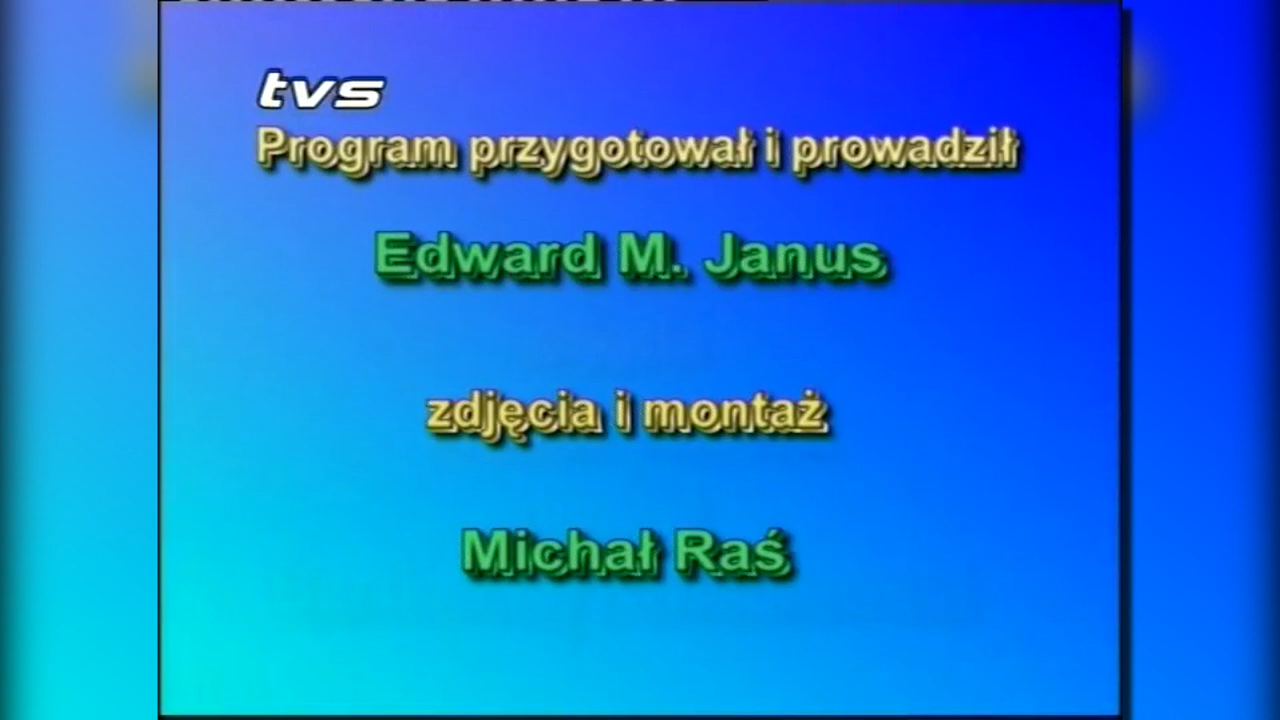 tvs
Program przygotował i prowadził
Edward M. Janus
zdjęcia i montaż
Michał Raś